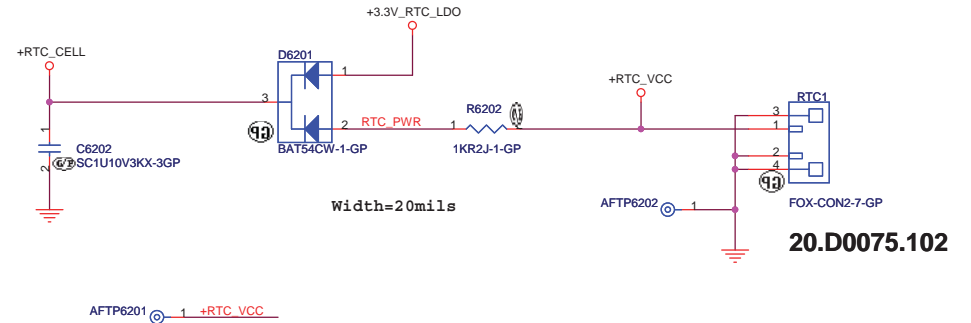 +3.3V_RTC_LDO
+RTC_CELL
D6201
1
3
2
RTC_PWR
BAT54CW-1-GP
1
C6202
SC1U10V3KX-3GP
2
R6202
1
2
1KR2J-1-GP
+RTC_VCC
RTC1
3
1
2
4
FOX-CON2-7-GP
Width=20mils
AFTP6202
1
20.D0075.102
AFTP6201
1
+RTC_VCC